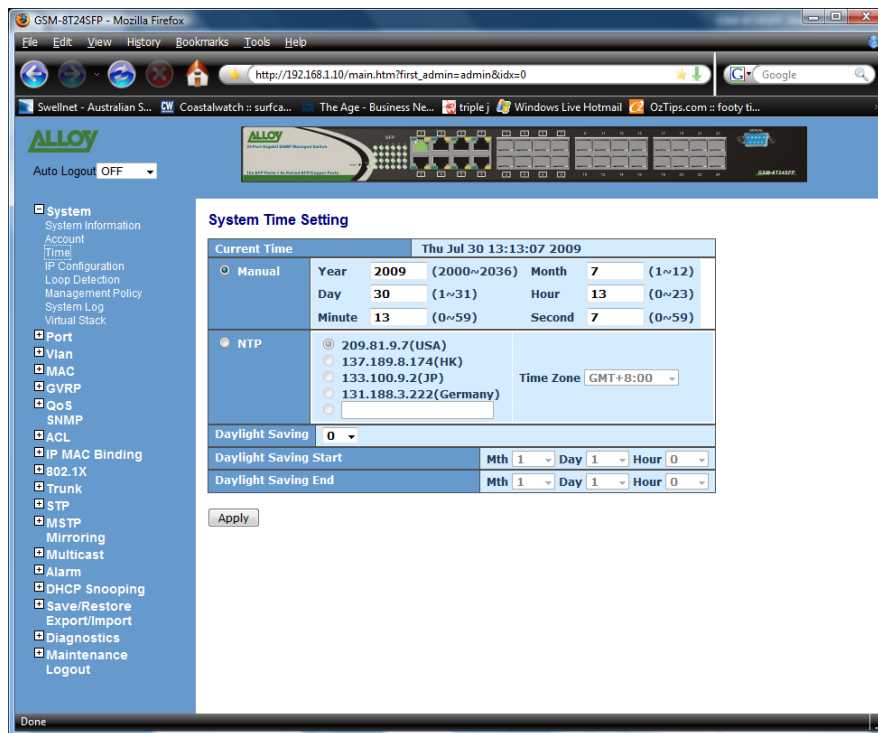 GSM-8T24SFP - Mozilla Firefox
File Edit View History Bookmarks Tools Help
http://192.168.1.10/main.htm?first_admin=admin&idx=0
Google
Swellnet - Australian S... CW Coastalwatch :: surfca... The Age - Business Ne... triple j Windows Live Hotmail OzTips.com :: footy ti...
ALLOY
Auto Logout OFF
ALLOY
SFP
SERIAL
GSM-8T24SFP
System
System Information
Account
Time
IP Configuration
Loop Detection
Management Policy
System Log
Virtual Stack
Port
Vlan
MAC
GVRP
QoS
SNMP
ACL
IP MAC Binding
802.1X
Trunk
STP
MSTP
Mirroring
Multicast
Alarm
DHCP Snooping
Save/Restore
Export/Import
Diagnostics
Maintenance
Logout
System Time Setting
Current Time Thu Jul 30 13:13:07 2009
Manual Year 2009 (2000~2036) Month 7 (1~12)
Day 30 (1~31) Hour 13 (0~23)
Minute 13 (0~59) Second 7 (0~59)
NTP 209.81.9.7(USA)
137.189.8.174(HK)
133.100.9.2(JP)
131.188.3.222(Germany)
Time Zone GMT+8:00
Daylight Saving 0
Daylight Saving Start Mth 1 Day 1 Hour 0
Daylight Saving End Mth 1 Day 1 Hour 0
Apply
Done